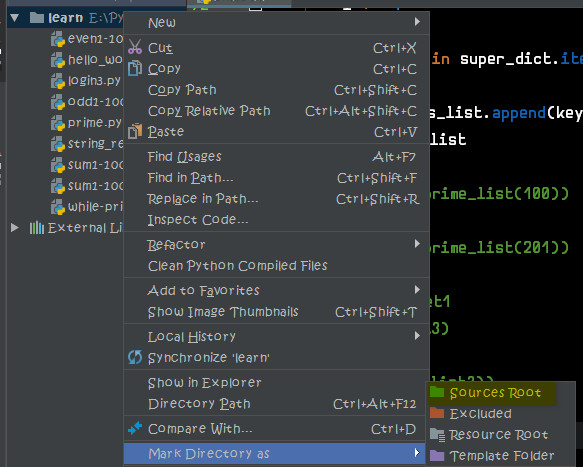 learn E:\Py
even1-10
hello_wo
login3.py
odd1-100
prime.py
string_re
sum1-100
sum1-100
while-pri
External Li
New
Cut Ctrl+X
Copy Ctrl+C
Copy Path Ctrl+Shift+C
Copy Relative Path Ctrl+Alt+Shift+C
Paste Ctrl+V
Find Usages Alt+F7
Find in Path... Ctrl+Shift+F
Replace in Path... Ctrl+Shift+R
Inspect Code...
Refactor
Clean Python Compiled Files
Add to Favorites
Show Image Thumbnails Ctrl+Shift+T
Local History
Synchronize 'learn'
Show in Explorer
Directory Path Ctrl+Alt+F12
Compare With... Ctrl+D
Mark Directory as
Sources Root
Excluded
Resource Root
Template Folder
in super_dict.ite
s_list.append(key
list
prime_list(100))
prime_list(201))
et1
3)
list2))